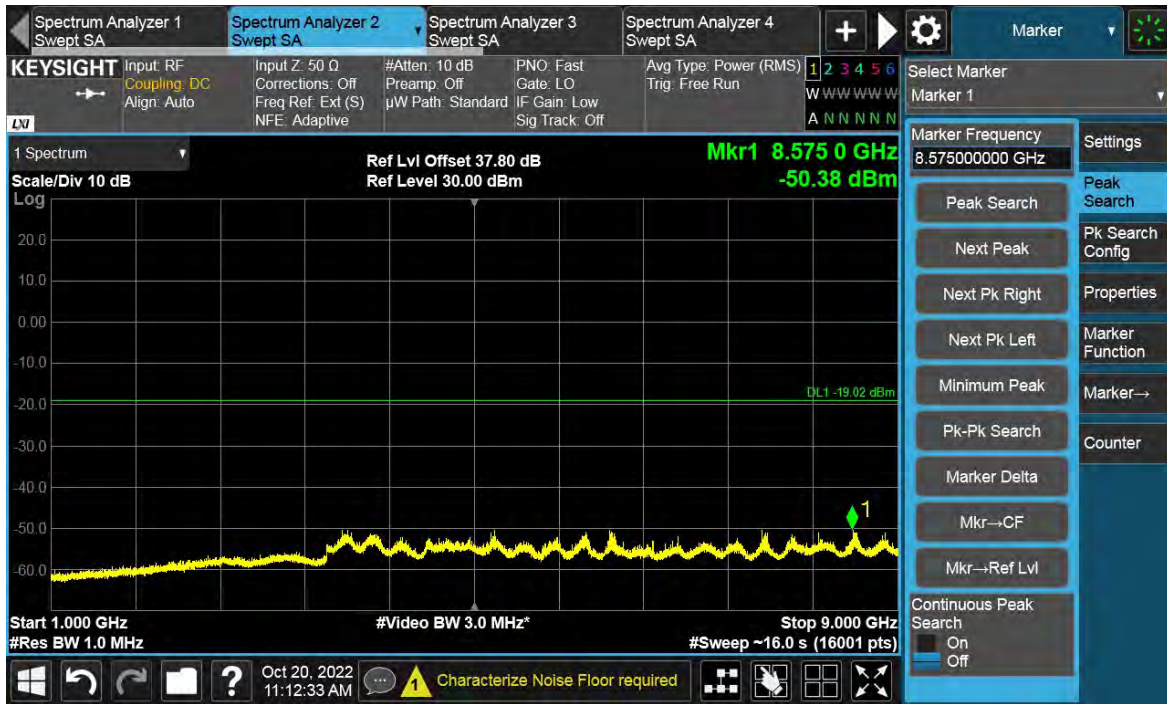 Spectrum Analyzer 1
Swept SA
Spectrum Analyzer 2
Swept SA
Spectrum Analyzer 3
Swept SA
Spectrum Analyzer 4
Swept SA
+
Marker
KEYSIGHT
LXI
Input: RF
Coupling: DC
Align: Auto
Input Z: 50 Ω
Corrections: Off
Freq Ref: Ext (S)
NFE: Adaptive
#Atten: 10 dB
Preamp: Off
µW Path: Standard
PNO: Fast
Gate: LO
IF Gain: Low
Sig Track: Off
Avg Type: Power (RMS)
Trig: Free Run
1 2 3 4 5 6
W W W W W W
A N N N N N
Select Marker
Marker 1
1 Spectrum
Scale/Div 10 dB
Log
Ref Lvl Offset 37.80 dB
Ref Level 30.00 dBm
Mkr1 8.575 0 GHz
-50.38 dBm
20.0
10.0
0.00
-10.0
-20.0
-30.0
-40.0
-50.0
-60.0
DL1 -19.02 dBm
1
Start 1.000 GHz
#Res BW 1.0 MHz
#Video BW 3.0 MHz*
Stop 9.000 GHz
#Sweep ~16.0 s (16001 pts)
Marker Frequency
8.575000000 GHz
Peak Search
Next Peak
Next Pk Right
Next Pk Left
Minimum Peak
Pk-Pk Search
Marker Delta
Mkr→CF
Mkr→Ref Lvl
Continuous Peak
Search
On
Off
Settings
Peak
Search
Pk Search
Config
Properties
Marker
Function
Marker→
Counter
?
Oct 20, 2022
11:12:33 AM
1
Characterize Noise Floor required